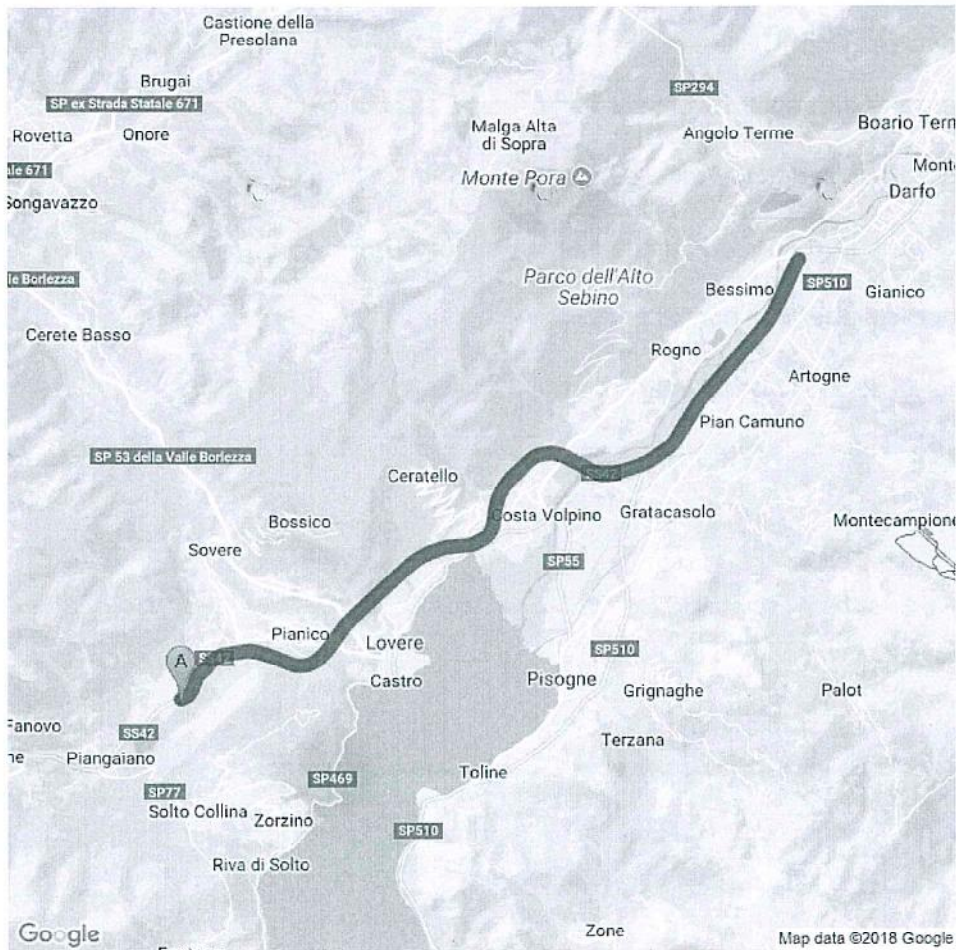 Castione della
Presolana
Brugai
SP ex Strada Statale 671
SP294
Rovetta
Onore
Malga Alta
di Sopra
Angolo Terme
Boario Term
ale 671
Monte Pora
Mont
Darfo
Songavazzo
Parco dell'Alto
Sebino
le Borlezza
Bessimo
SP510
Gianico
Cerete Basso
Rogno
Artogne
Pian Camuno
SP 53 della Valle Borlezza
Ceratello
SS42
Costa Volpino
Gratacasolo
Bossico
Montecampione
Sovere
SP55
Pianico
Lovere
SP510
A
SS42
Castro
Pisogne
Grignaghe
Palot
Fanovo
SS42
Terzana
ne
Piangaiano
Toline
SP469
SP77
Solto Collina
Zorzino
SP510
Riva di Solto
Google
Zone
Map data ©2018 Google